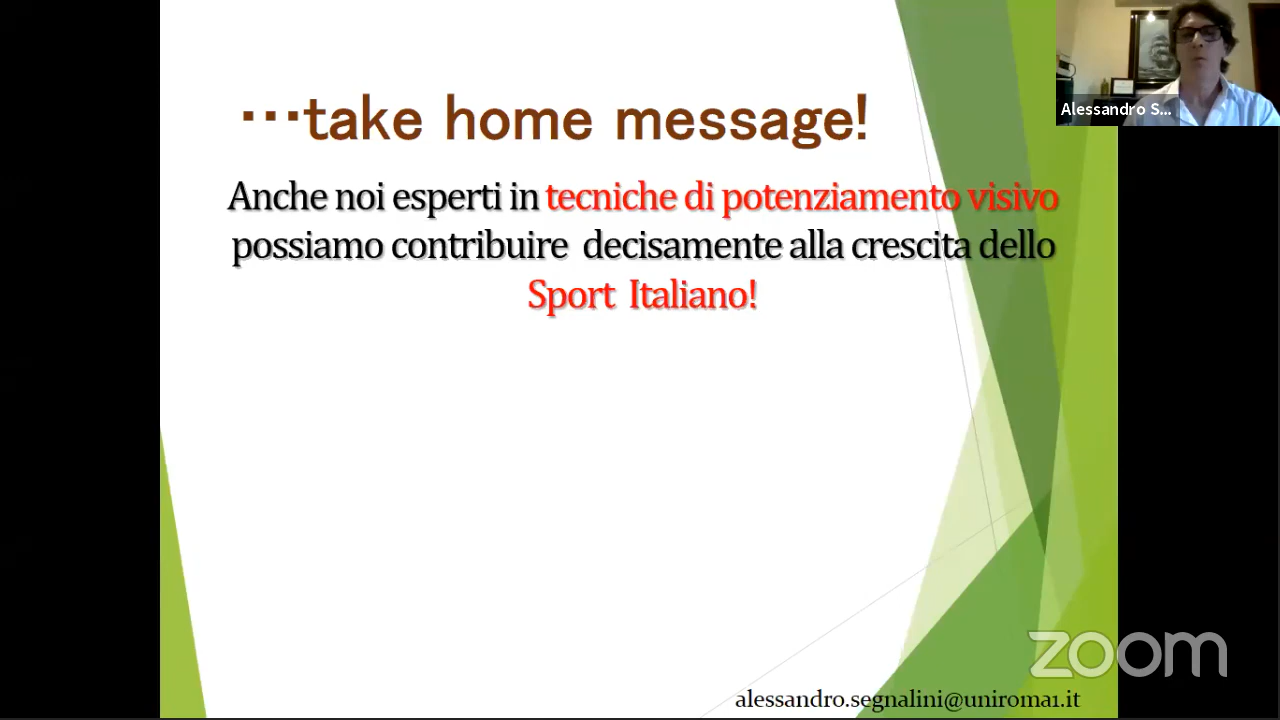 …take home message!
Anche noi esperti in tecniche di potenziamento visivo
possiamo contribuire decisamente alla crescita dello
Sport Italiano!
alessandro.segnalini@uniroma1.it
Alessandro S...
zoom